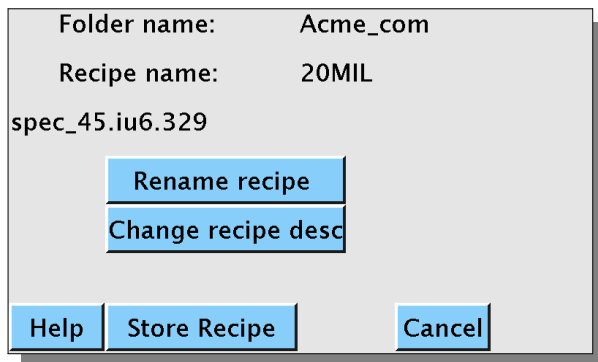 Folder name: Acme_com
Recipe name: 20MIL
spec_45.iu6.329
Rename recipe
Change recipe desc
Help Store Recipe Cancel